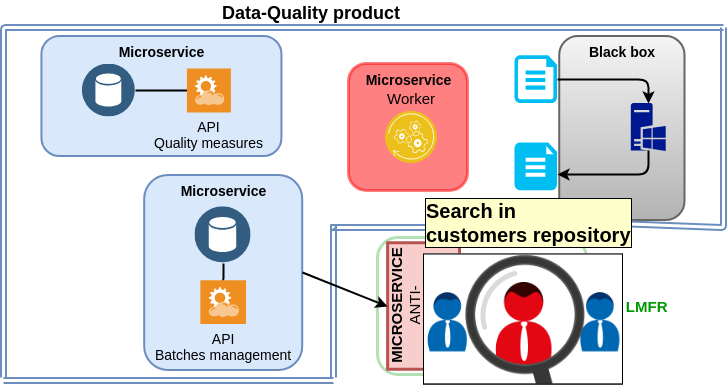 Data-Quality product
Microservice
API
Quality measures
Microservice
Worker
Black box
Microservice
API
Batches management
Search in
customers repository
MICROSERVICE
ANTI-
LMFR